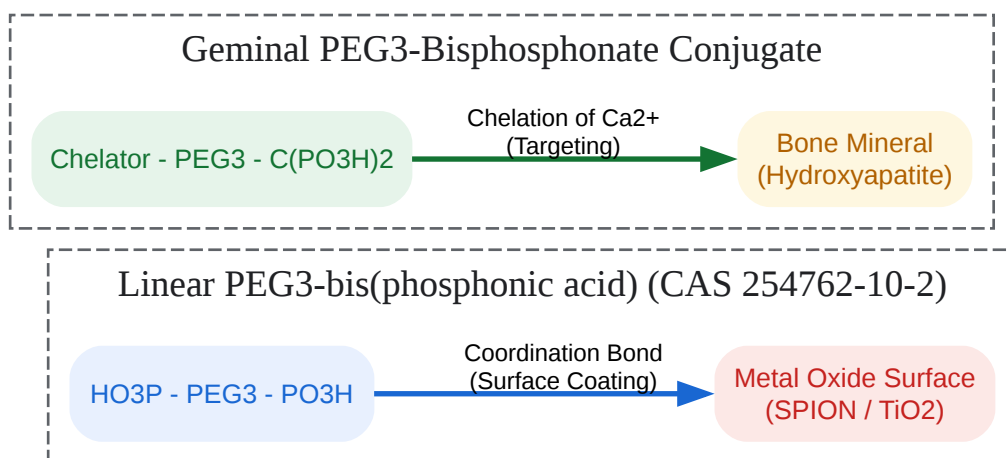 Geminal PEG3-Bisphosphonate Conjugate
Chelator - PEG3 - C(PO3H)2
Chelation of Ca2+
(Targeting)
Bone Mineral
(Hydroxyapatite)
Linear PEG3-bis(phosphonic acid) (CAS 254762-10-2)
HO3P - PEG3 - PO3H
Coordination Bond
(Surface Coating)
Metal Oxide Surface
(SPION / TiO2)